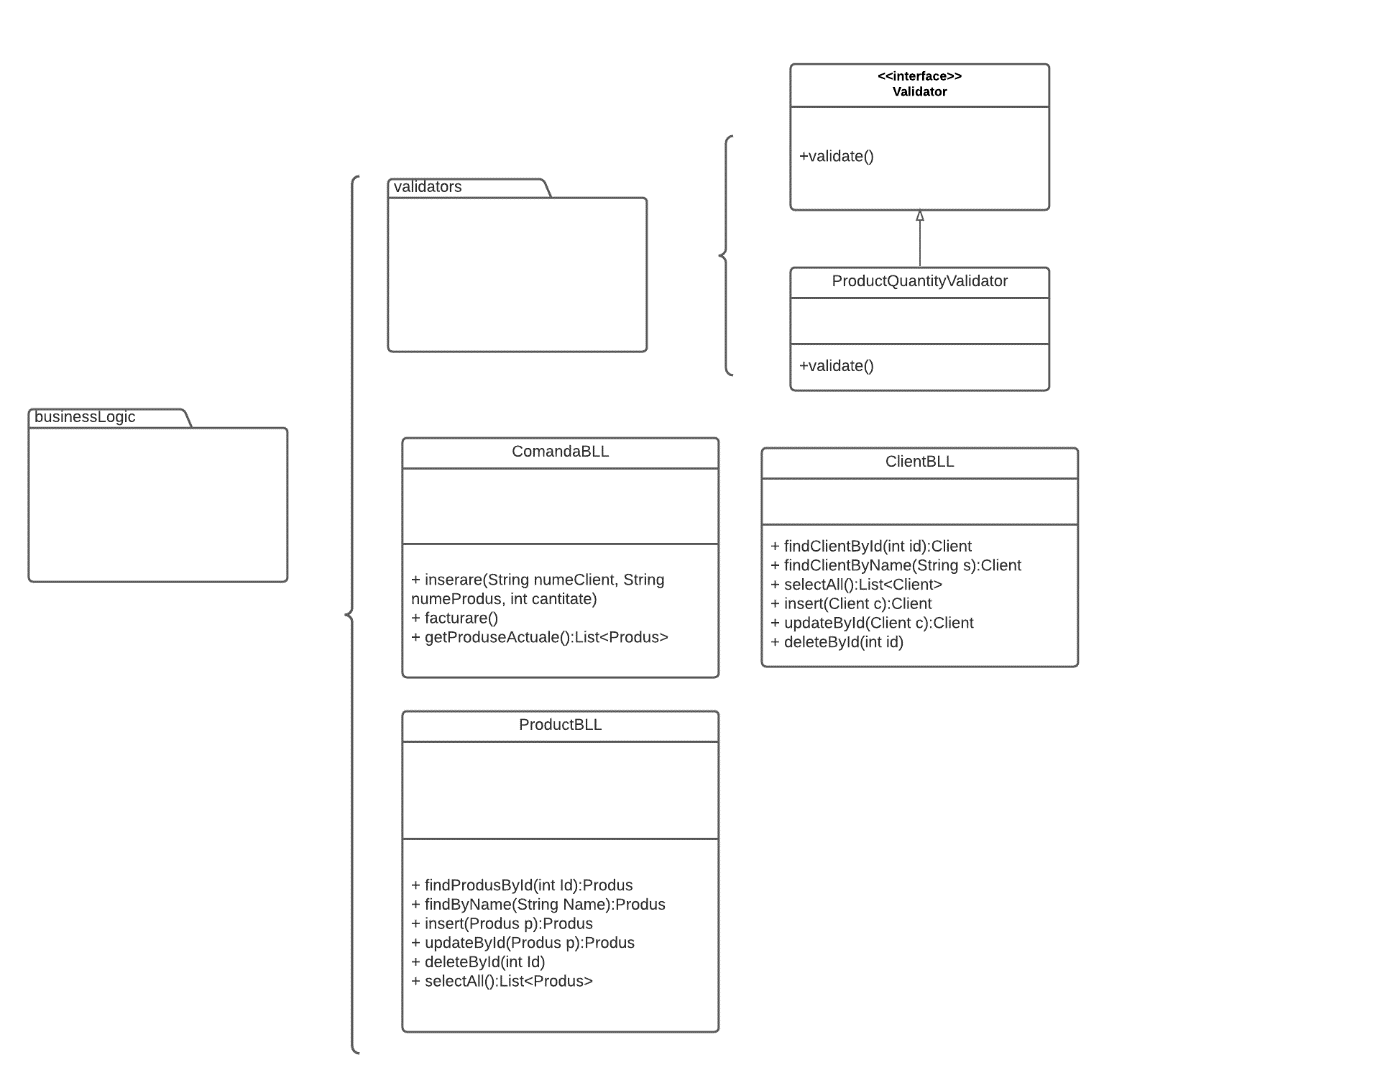 <<interface>>
Validator
+validate()
validators
ProductQuantityValidator
+validate()
businessLogic
ComandaBLL
+ inserare(String numeClient, String
numeProdus, int cantitate)
+ facturare()
+ getProduseActuale():List<Produs>
ClientBLL
+ findClientById(int id):Client
+ findClientByName(String s):Client
+ selectAll():List<Client>
+ insert(Client c):Client
+ updateById(Client c):Client
+ deleteById(int id)
ProductBLL
+ findProdusById(int Id):Produs
+ findByName(String Name):Produs
+ insert(Produs p):Produs
+ updateById(Produs p):Produs
+ deleteById(int Id)
+ selectAll():List<Produs>